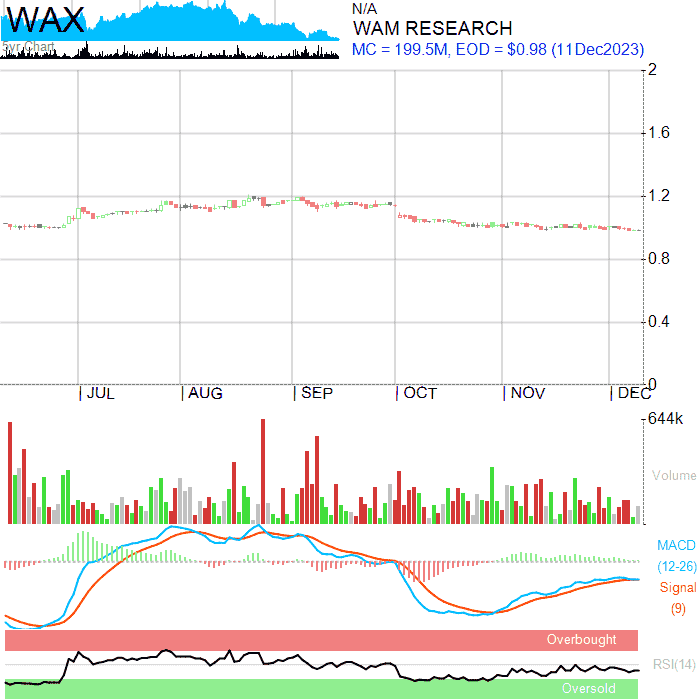 WAX
5yr Chart
N/A
WAM RESEARCH
MC = 199.5M, EOD = $0.98 (11Dec2023)
2
1.6
1.2
0.8
0.4
0
JUL AUG SEP OCT NOV DEC
644k
Volume
MACD
(12-26)
Signal
(9)
Overbought
RSI(14)
Oversold